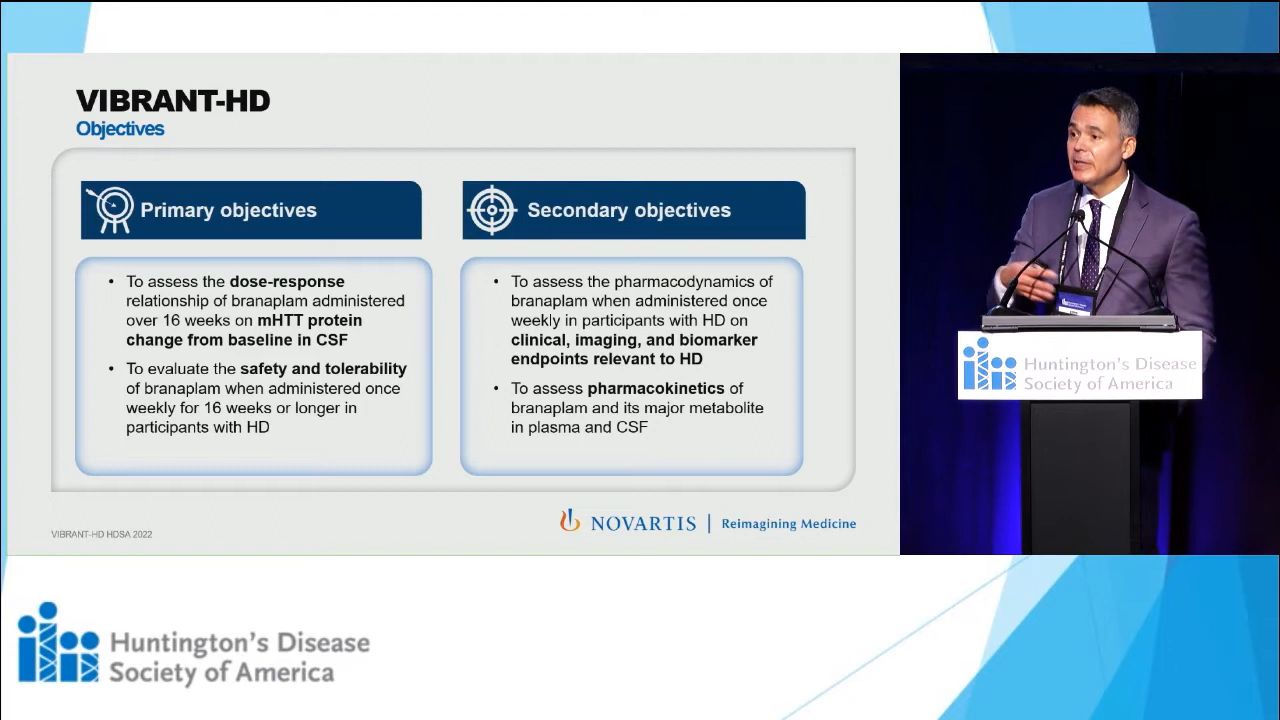 VIBRANT-HD
Objectives
Primary objectives
• To assess the dose-response
relationship of branaplam administered
over 16 weeks on mHTT protein
change from baseline in CSF
• To evaluate the safety and tolerability
of branaplam when administered once
weekly for 16 weeks or longer in
participants with HD
Secondary objectives
• To assess the pharmacodynamics of
branaplam when administered once
weekly in participants with HD on
clinical, imaging, and biomarker
endpoints relevant to HD
• To assess pharmacokinetics of
branaplam and its major metabolite
in plasma and CSF
VIBRANT-HD HDSA 2022
NOVARTIS | Reimagining Medicine
Huntington's Disease
Society of America
Huntington's Disease
Society of America